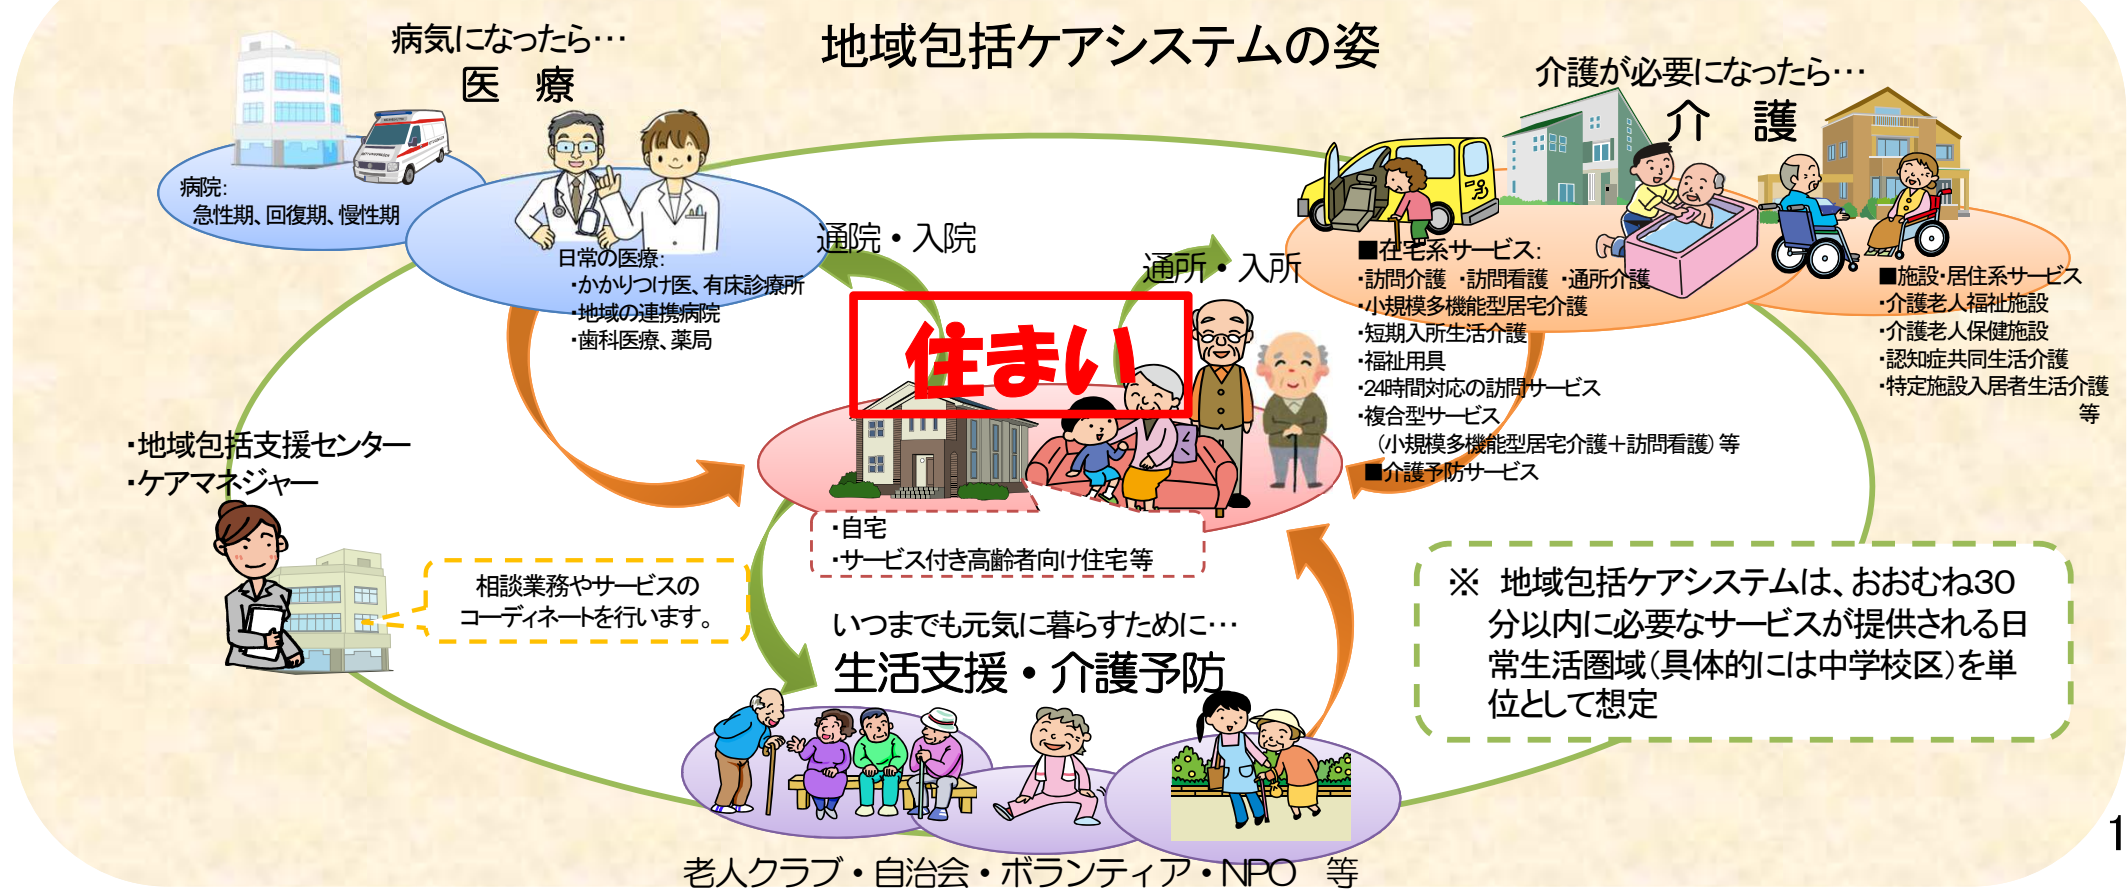 地域包括ケアシステムの姿
病気になったら…
医　療
病院：
急性期、回復期、慢性期
日常の医療：
・かかりつけ医、有床診療所
・地域の連携病院
・歯科医療、薬局
通院・入院
通所・入所
介護が必要になったら…
介　護
■在宅系サービス：
・訪問介護　・訪問看護　・通所介護
・小規模多機能型居宅介護
・短期入所生活介護
・福祉用具
・24時間対応の訪問サービス
・複合型サービス
（小規模多機能型居宅介護＋訪問看護）等
■介護予防サービス
■施設・居住系サービス
・介護老人福祉施設
・介護老人保健施設
・認知症共同生活介護
・特定施設入居者生活介護
等
住まい
・自宅
・サービス付き高齢者向け住宅等
・地域包括支援センター
・ケアマネジャー
相談業務やサービスの
コーディネートを行います。
いつまでも元気に暮らすために…
生活支援・介護予防
老人クラブ・自治会・ボランティア・NPO　等
※　地域包括ケアシステムは、おおむね30
分以内に必要なサービスが提供される日
常生活圏域（具体的には中学校区）を単
位として想定
1